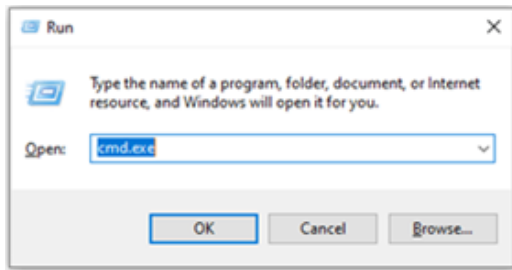 Run
Type the name of a program, folder, document, or Internet
resource, and Windows will open it for you.
Open: cmd.exe
OK Cancel Browse...